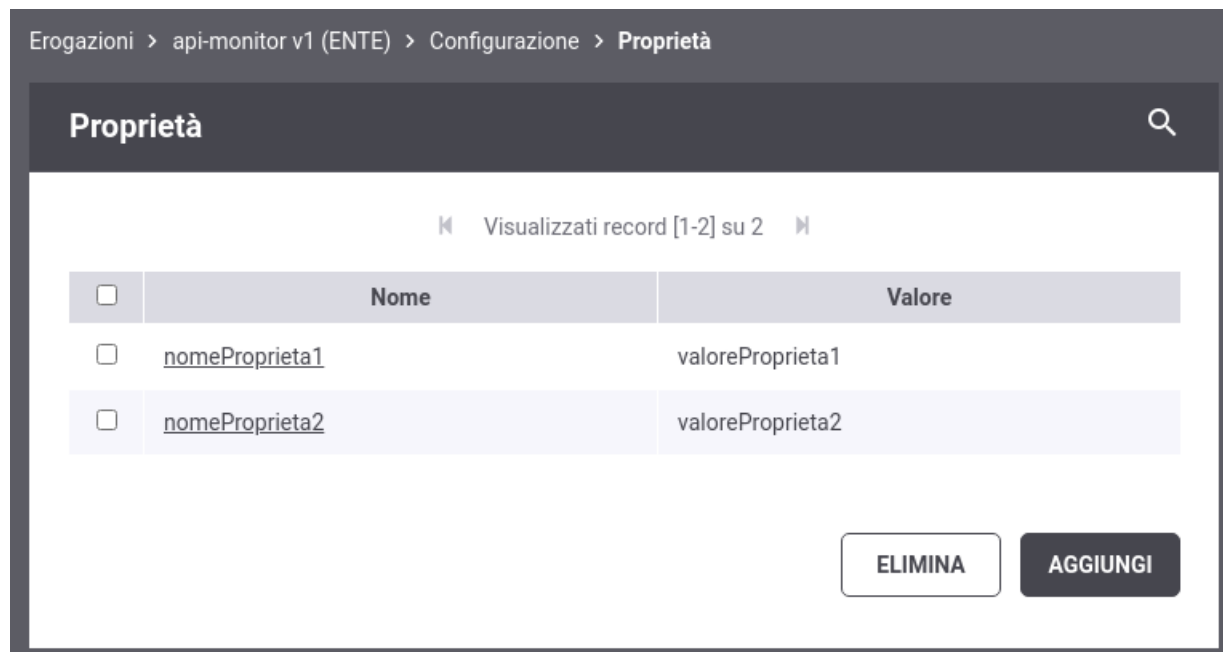 Erogazioni > api-monitor v1 (ENTE) > Configurazione > Proprietà
Proprietà
Visualizzati record [1-2] su 2
Nome Valore
nomeProprieta1 valoreProprieta1
nomeProprieta2 valoreProprieta2
ELIMINA AGGIUNGI